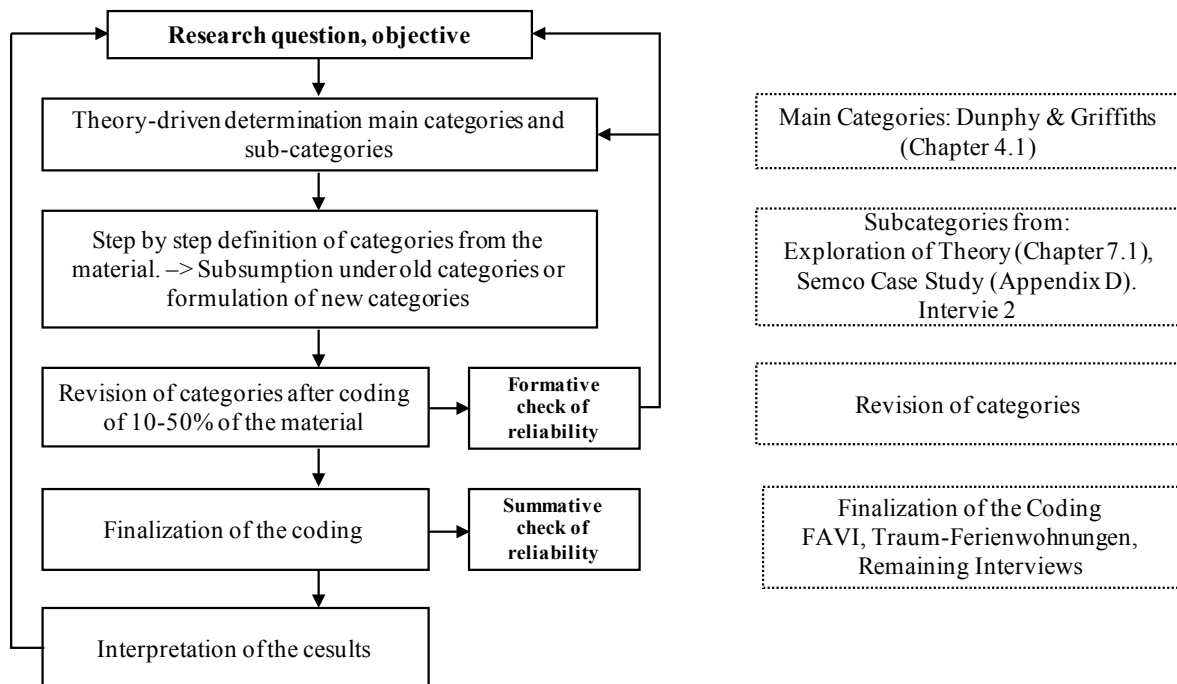 Research question, objective
Theory-driven determination main categories and
sub-categories
Main Categories: Dunphy & Griffiths
(Chapter 4.1)
Step by step definition of categories from the
material. –> Subsumption under old categories or
formulation of new categories
Subcategories from:
Exploration of Theory (Chapter 7.1),
Semco Case Study (Appendix D).
Intervie 2
Revision of categories after coding
of 10-50% of the material
Formative
check of
reliability
Revision of categories
Finalization of the coding
Summative
check of
reliability
Finalization of the Coding
FAVI, Traum-Ferienwohnungen,
Remaining Interviews
Interpretation of the cesults